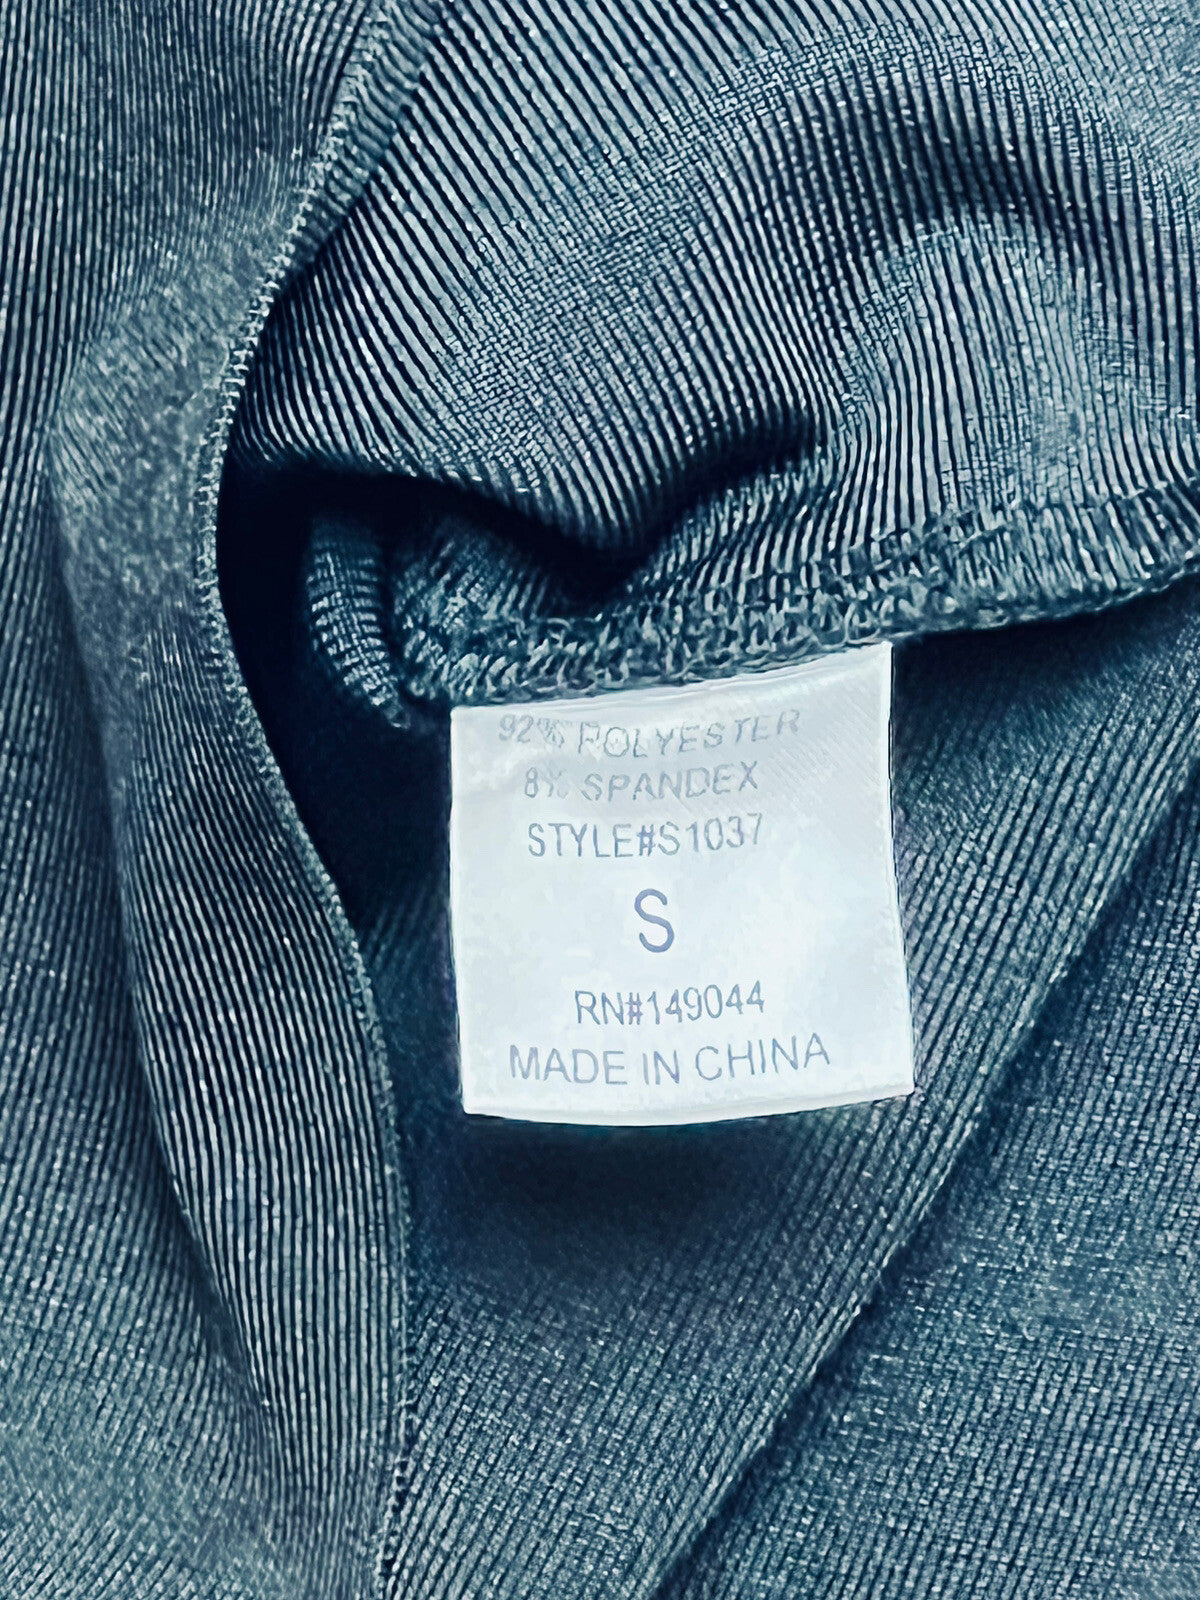 92% POLYESTER
8% SPANDEX
STYLE#S1037
S
RN#149044
MADE IN CHINA